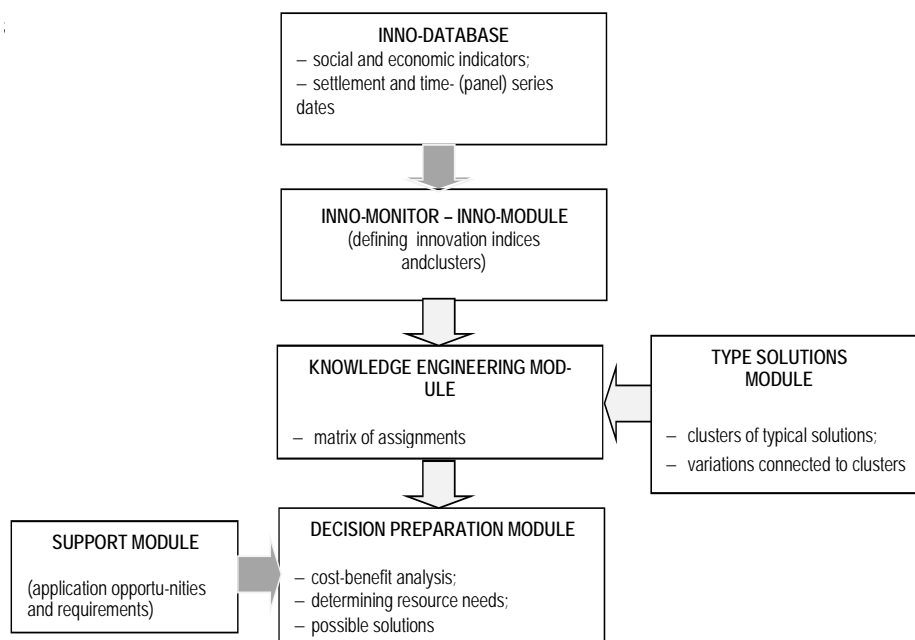 INNO-DATABASE
– social and economic indicators;
– settlement and time- (panel) series
dates
INNO-MONITOR – INNO-MODULE
(defining innovation indices
andclusters)
KNOWLEDGE ENGINEERING MOD-
ULE
– matrix of assignments
TYPE SOLUTIONS
MODULE
– clusters of typical solutions;
– variations connected to clusters
SUPPORT MODULE
(application opportu-nities
and requirements)
DECISION PREPARATION MODULE
– cost-benefit analysis;
– determining resource needs;
– possible solutions